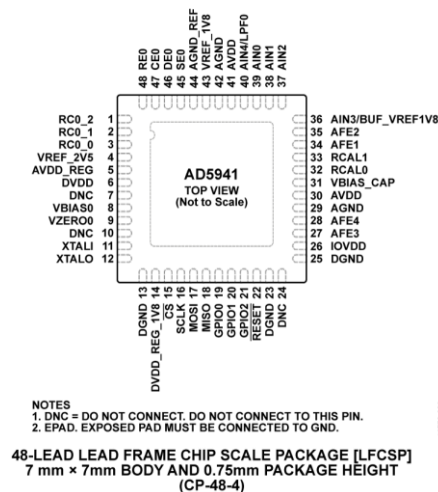 48 RE0
47 CE0
46 DE0
45 SE0
44 AGND_REF
43 VREF_1V8
42 AGND
41 AVDD
40 AIN4/LPF0
39 AIN0
38 AIN1
37 AIN2
RC0_2 1
RC0_1 2
RC0_0 3
VREF_2V5 4
AVDD_REG 5
DVDD 6
DNC 7
VBIAS0 8
VZERO0 9
DNC 10
XTALI 11
XTALO 12
AD5941
TOP VIEW
(Not to Scale)
36 AIN3/BUF_VREF1V8
35 AFE2
34 AFE1
33 RCAL1
32 RCAL0
31 VBIAS_CAP
30 AVDD
29 AGND
28 AFE4
27 AFE3
26 IOVDD
25 DGND
DGND 13
DVDD_REG_1V8 14
CS 15
SCLK 16
MOSI 17
MISO 18
GPIO0 19
GPIO1 20
GPIO2 21
RESET 22
DGND 23
DNC 24
NOTES
1. DNC = DO NOT CONNECT. DO NOT CONNECT TO THIS PIN.
2. EPAD. EXPOSED PAD MUST BE CONNECTED TO GND.
48-LEAD LEAD FRAME CHIP SCALE PACKAGE [LFCSP]
7 mm × 7mm BODY AND 0.75mm PACKAGE HEIGHT
(CP-48-4)